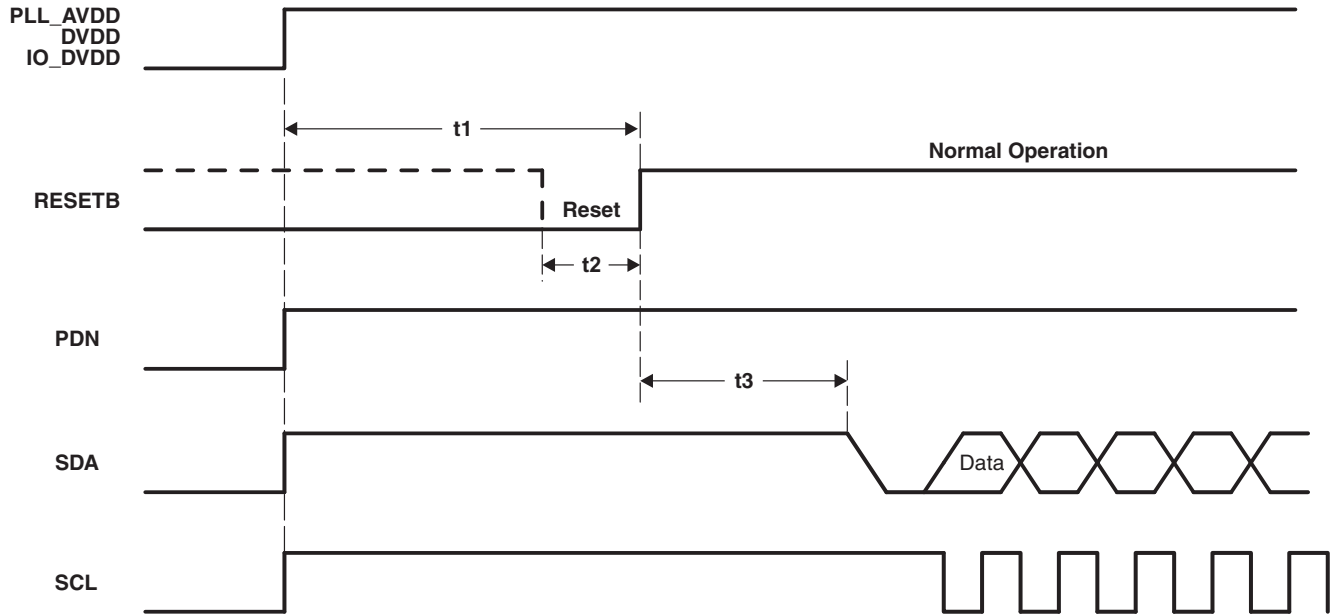 PLL_AVDD
DVDD
IO_DVDD
t1
Normal Operation
RESETB
Reset
t2
PDN
t3
SDA
Data
SCL